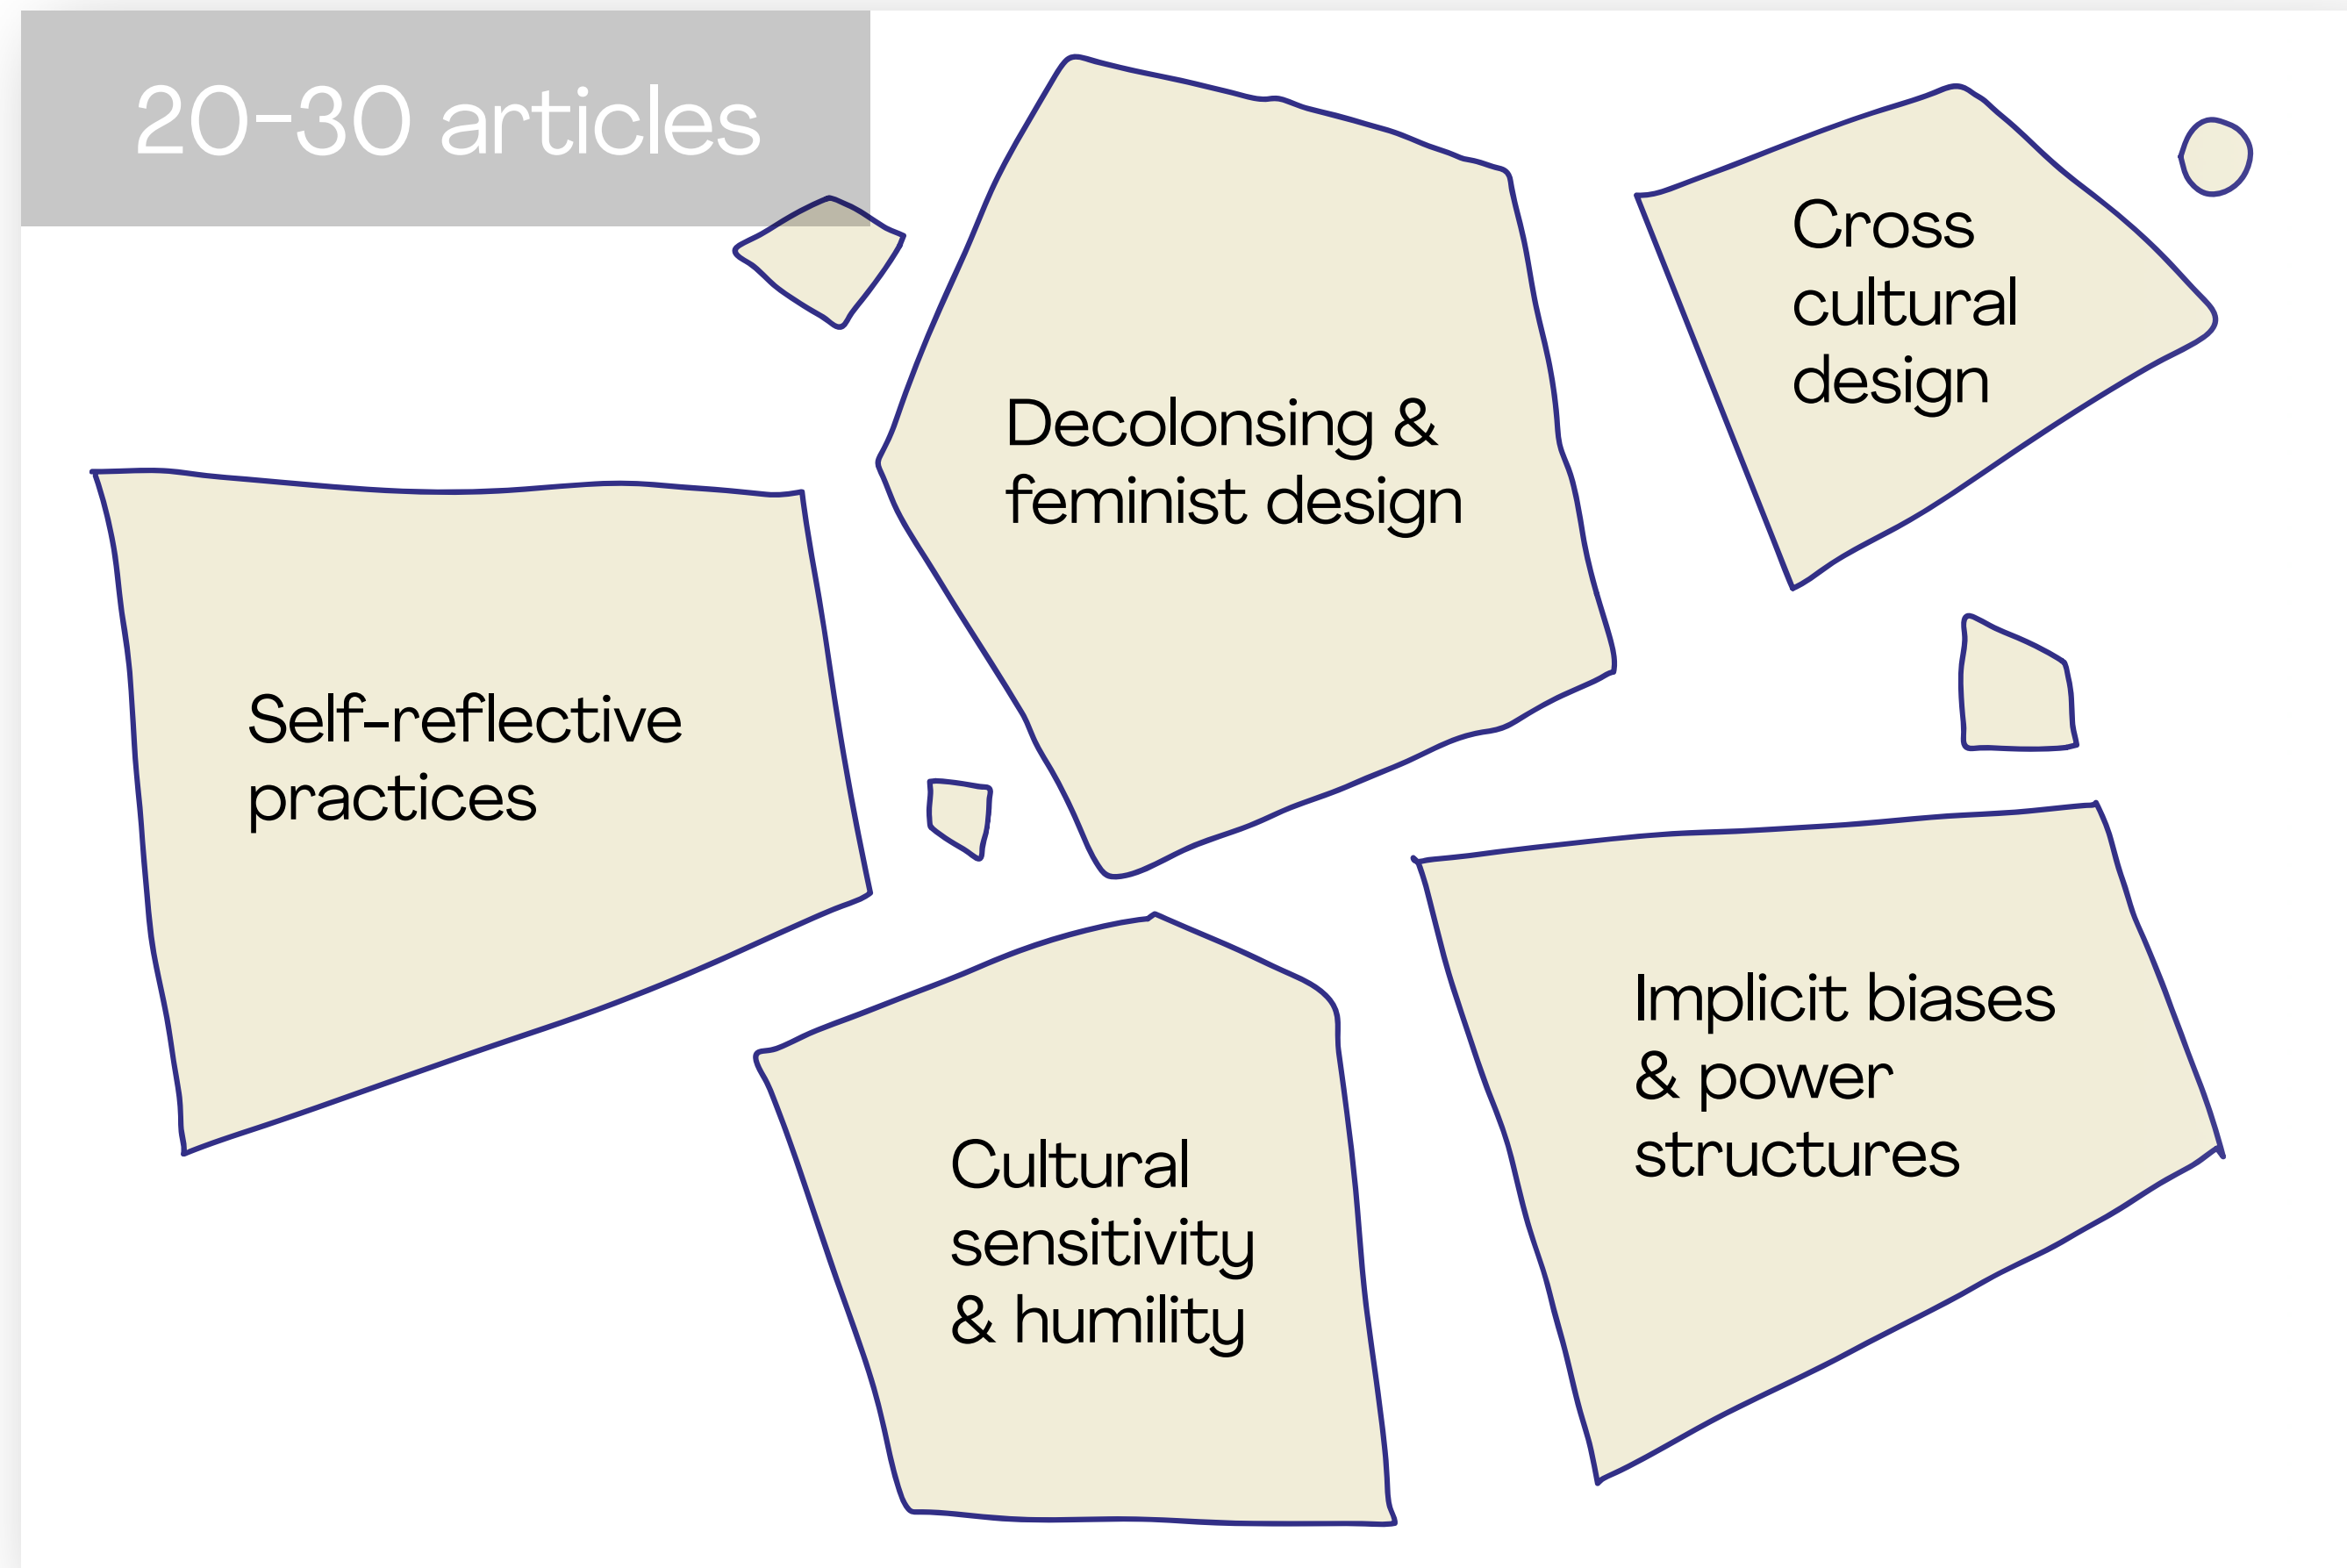 20-30 articles
Decolonsing &
feminist design
Cross
cultural
design
Self-reflective
practices
Cultural
sensitivity
& humility
Implicit biases
& power
structures